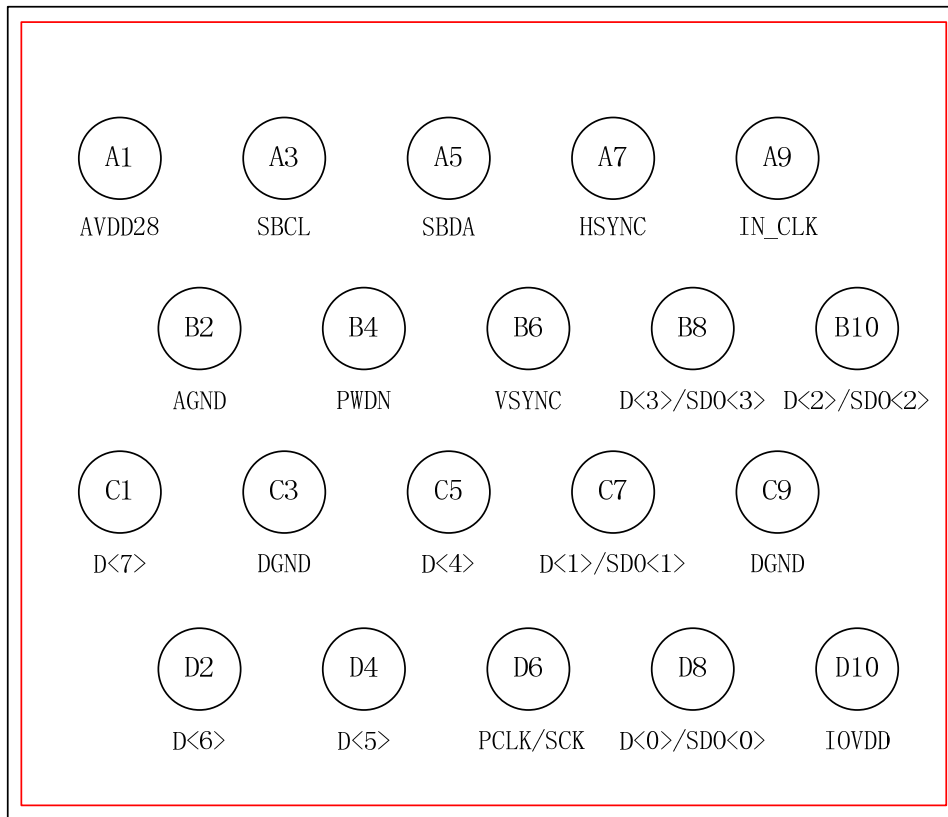 A1 A3 A5 A7 A9
AVDD28 SBCL SBDA HSYNC IN_CLK
B2 B4 B6 B8 B10
AGND PWDN VSYNC D<3>/SDO<3> D<2>/SDO<2>
C1 C3 C5 C7 C9
D<7> DGND D<4> D<1>/SDO<1> DGND
D2 D4 D6 D8 D10
D<6> D<5> PCLK/SCK D<0>/SDO<0> IOVDD